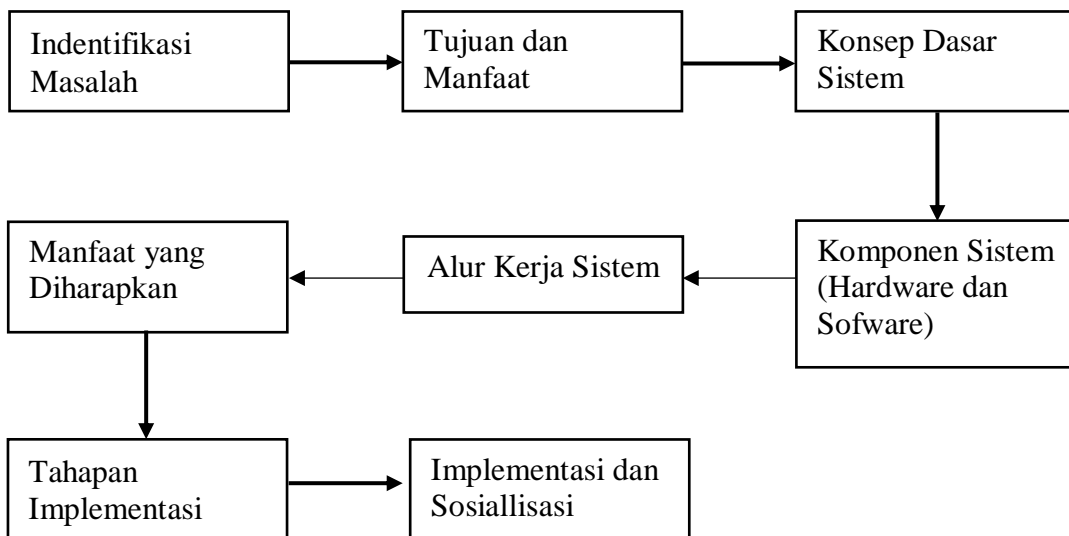 Indentifikasi
Masalah
Tujuan dan
Manfaat
Konsep Dasar
Sistem
Komponen Sistem
(Hardware dan
Sofware)
Alur Kerja Sistem
Manfaat yang
Diharapkan
Tahapan
Implementasi
Implementasi dan
Sosiallisasi